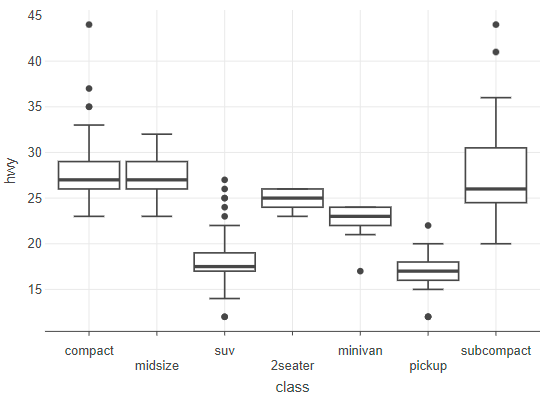 45
40
35
30
25
20
15
hwy
compact
midsize
suv
2seater
minivan
pickup
subcompact
class